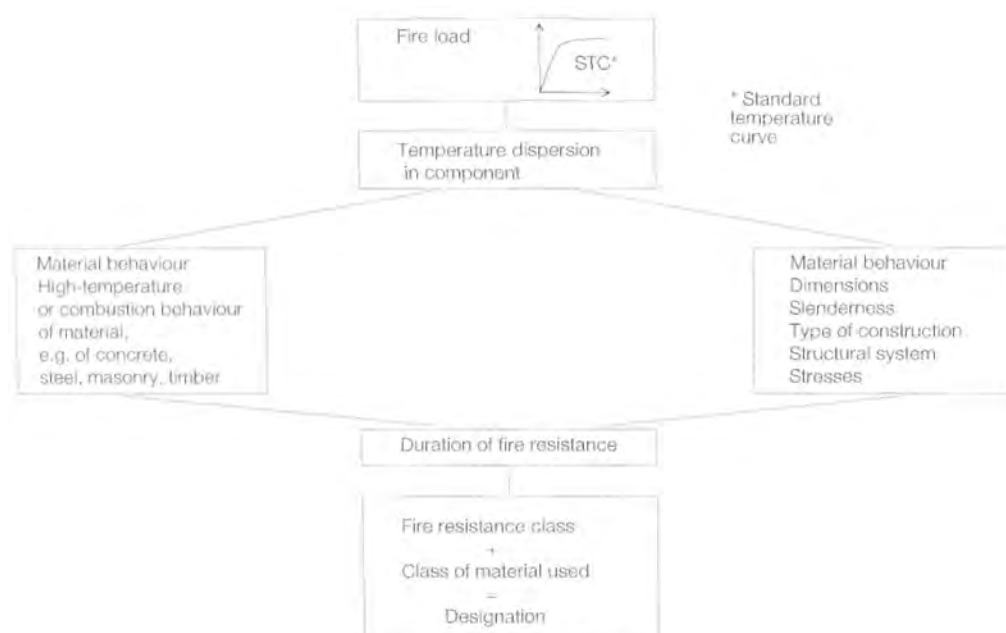 Fire load
STC*
* Standard
temperature
curve
Temperature dispersion
in component
Material behaviour
High-temperature
or combustion behaviour
of material,
e.g. of concrete,
steel, masonry, timber
Material behaviour
Dimensions
Slenderness
Type of construction
Structural system
Stresses
Duration of fire resistance
Fire resistance class
+
Class of material used
=
Designation